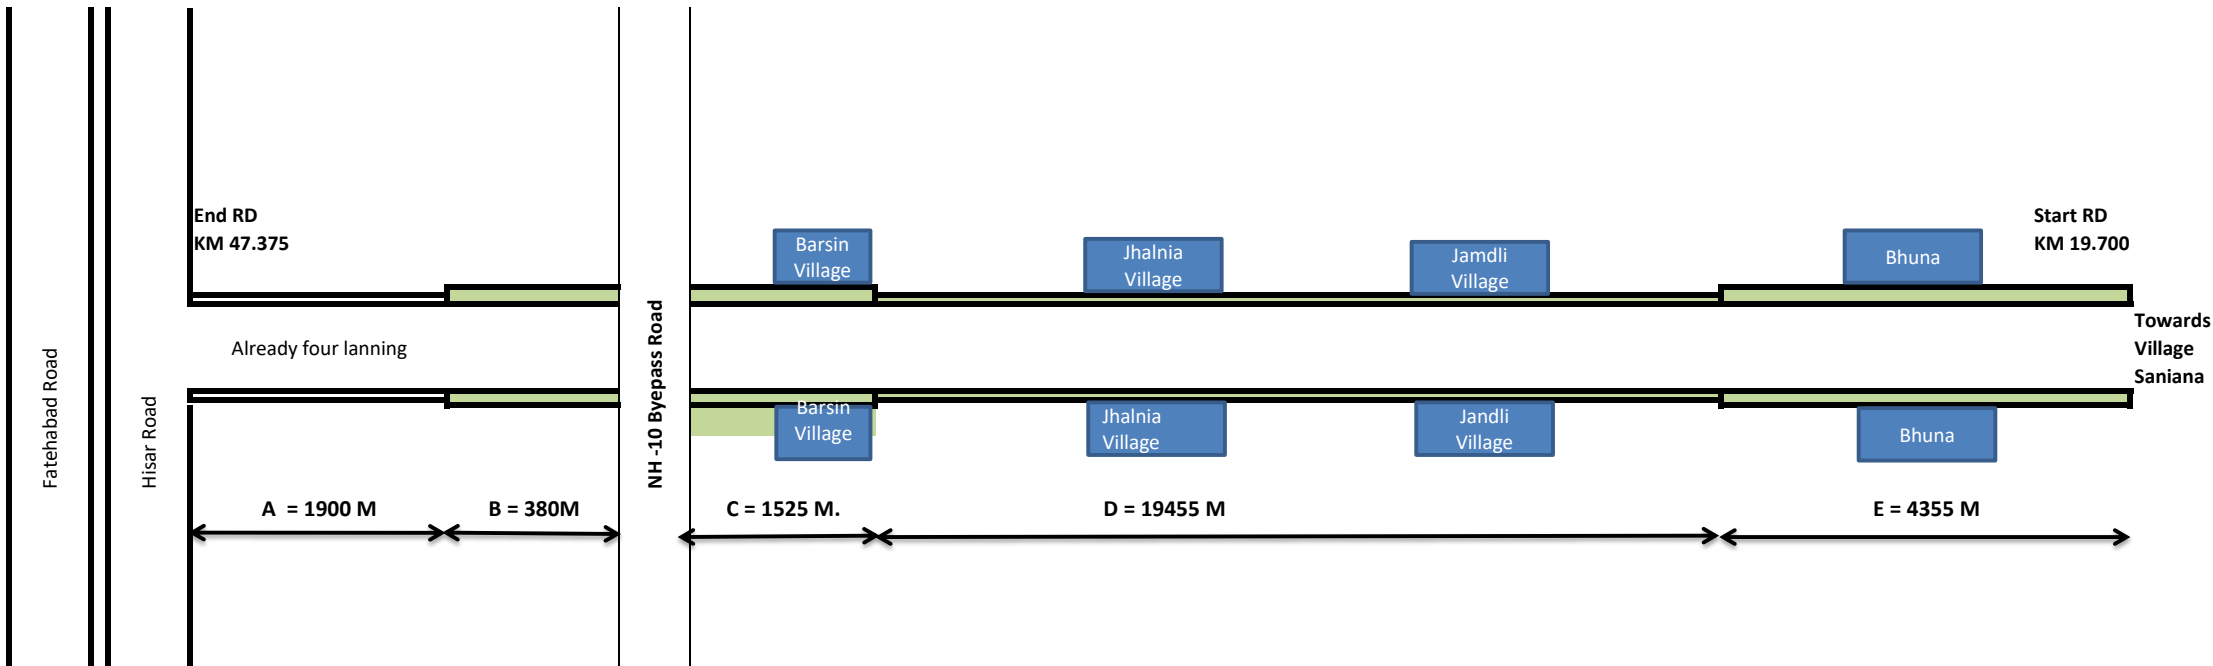 End RD
KM 47.375
Start RD
KM 19.700
Barsin
Village
Jhalnia
Village
Jamdli
Village
Bhuna
Towards
Village
Saniana
Already four lanning
Fatehabad Road
Hisar Road
NH -10 Byepass Road
Barsin
Village
Jhalnia
Village
Jandli
Village
Bhuna
A = 1900 M
B = 380M
C = 1525 M.
D = 19455 M
E = 4355 M